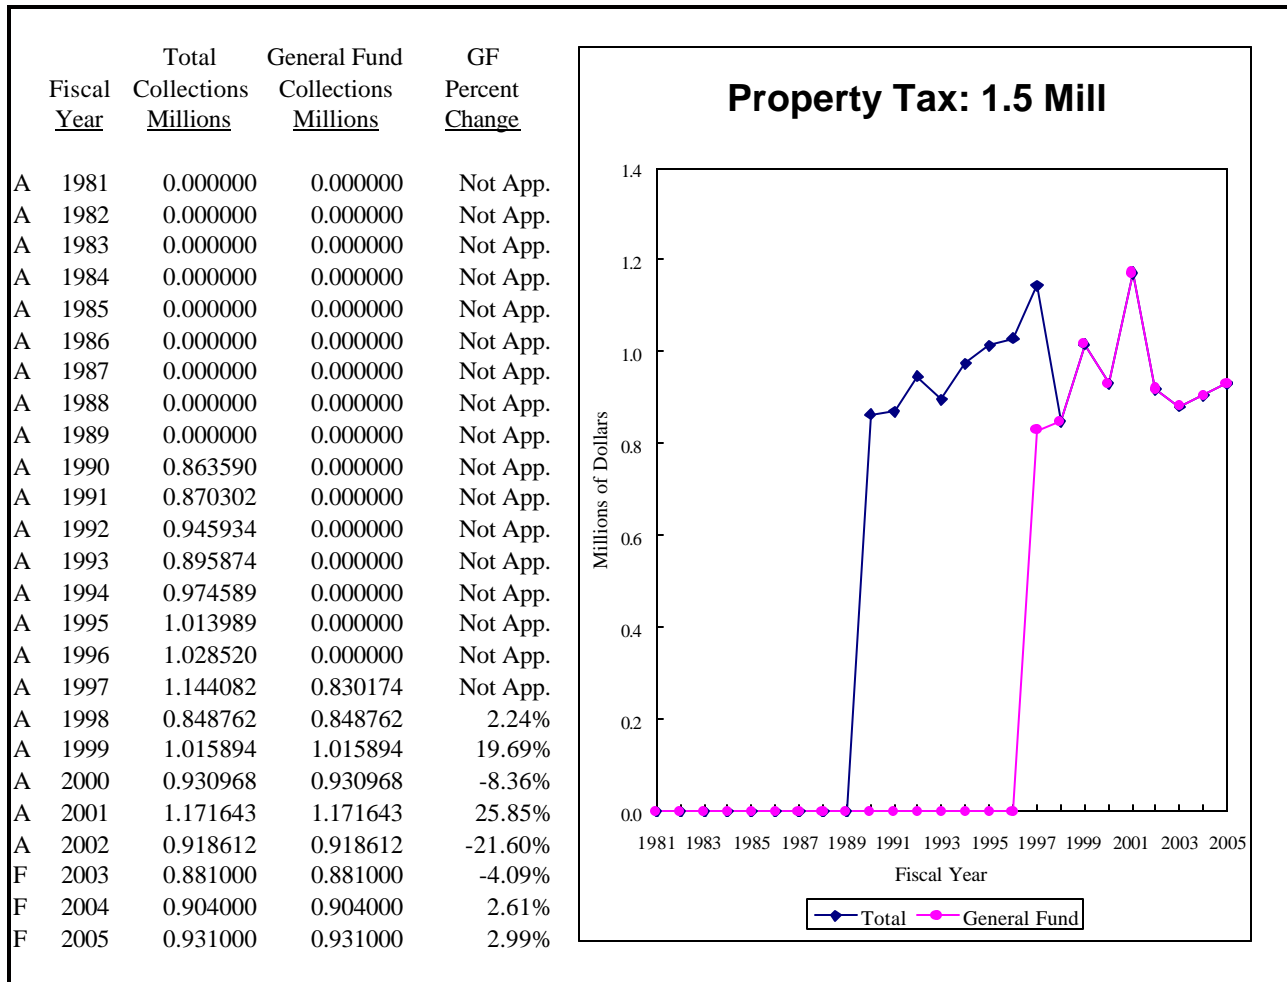 Total General Fund GF
Fiscal Collections Collections Percent
Year Millions Millions Change
A 1981 0.000000 0.000000 Not App.
A 1982 0.000000 0.000000 Not App.
A 1983 0.000000 0.000000 Not App.
A 1984 0.000000 0.000000 Not App.
A 1985 0.000000 0.000000 Not App.
A 1986 0.000000 0.000000 Not App.
A 1987 0.000000 0.000000 Not App.
A 1988 0.000000 0.000000 Not App.
A 1989 0.000000 0.000000 Not App.
A 1990 0.863590 0.000000 Not App.
A 1991 0.870302 0.000000 Not App.
A 1992 0.945934 0.000000 Not App.
A 1993 0.895874 0.000000 Not App.
A 1994 0.974589 0.000000 Not App.
A 1995 1.013989 0.000000 Not App.
A 1996 1.028520 0.000000 Not App.
A 1997 1.144082 0.830174 Not App.
A 1998 0.848762 0.848762 2.24%
A 1999 1.015894 1.015894 19.69%
A 2000 0.930968 0.930968 -8.36%
A 2001 1.171643 1.171643 25.85%
A 2002 0.918612 0.918612 -21.60%
F 2003 0.881000 0.881000 -4.09%
F 2004 0.904000 0.904000 2.61%
F 2005 0.931000 0.931000 2.99%
Property Tax: 1.5 Mill
1.4
1.2
1.0
0.8
0.6
0.4
0.2
0.0
Millions of Dollars
1981 1983 1985 1987 1989 1991 1993 1995 1997 1999 2001 2003 2005
Fiscal Year
Total General Fund